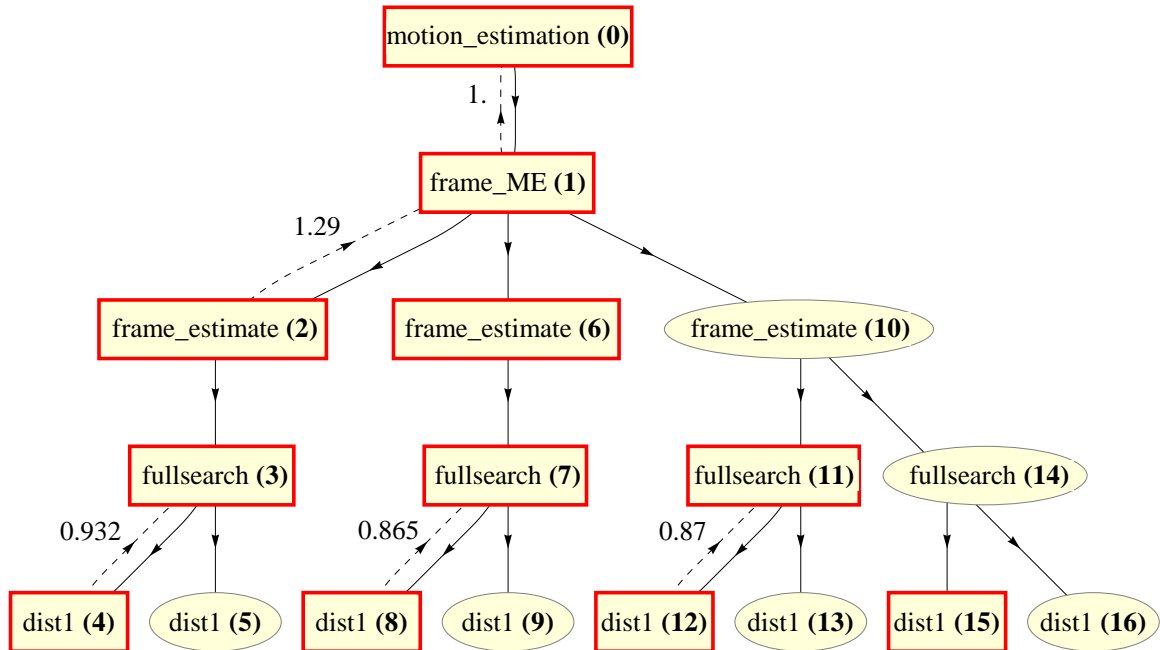 motion_estimation (0)
1.
frame_ME (1)
1.29
frame_estimate (2)
frame_estimate (6)
frame_estimate (10)
fullsearch (3)
fullsearch (7)
fullsearch (11)
fullsearch (14)
0.932
0.865
0.87
dist1 (4)
dist1 (5)
dist1 (8)
dist1 (9)
dist1 (12)
dist1 (13)
dist1 (15)
dist1 (16)